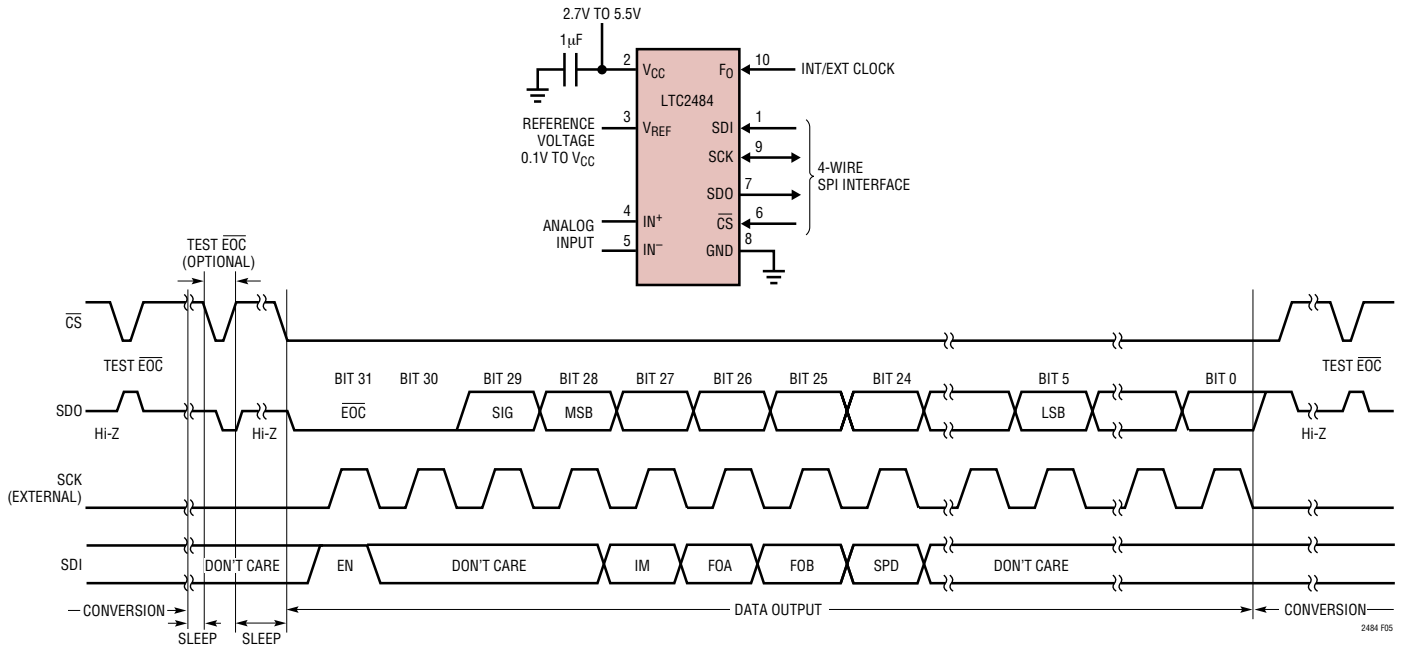 2.7V TO 5.5V
1µF
2
VCC
FO
10
INT/EXT CLOCK
LTC2484
REFERENCE
VOLTAGE
0.1V TO VCC
3
VREF
SDI
1
SCK
9
4-WIRE
SPI INTERFACE
SDO
7
ANALOG
INPUT
4
IN+
5
IN–
CS
6
GND
8
TEST EOC
(OPTIONAL)
CS
TEST EOC
TEST EOC
BIT 31
BIT 30
BIT 29
BIT 28
BIT 27
BIT 26
BIT 25
BIT 24
BIT 5
BIT 0
SDO
EOC
SIG
MSB
LSB
Hi-Z
Hi-Z
Hi-Z
SCK
(EXTERNAL)
SDI
DON'T CARE
EN
DON'T CARE
IM
FOA
FOB
SPD
DON'T CARE
CONVERSION
DATA OUTPUT
CONVERSION
SLEEP
SLEEP
2484 F05